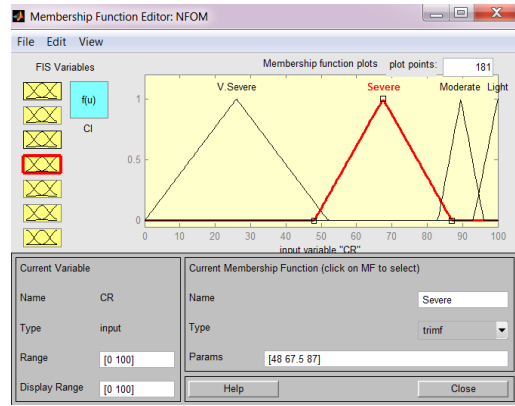 Membership Function Editor: NFOM
File Edit View
FIS Variables
f(u)
CI
Membership function plots plot points: 181
V.Severe Severe Moderate Light
1
0.5
0
0 10 20 30 40 50 60 70 80 90 100
input variable "CR"
Current Variable
Name CR
Type input
Range [0 100]
Display Range [0 100]
Current Membership Function (click on MF to select)
Name Severe
Type trimf
Params [48 67.5 87]
Help Close